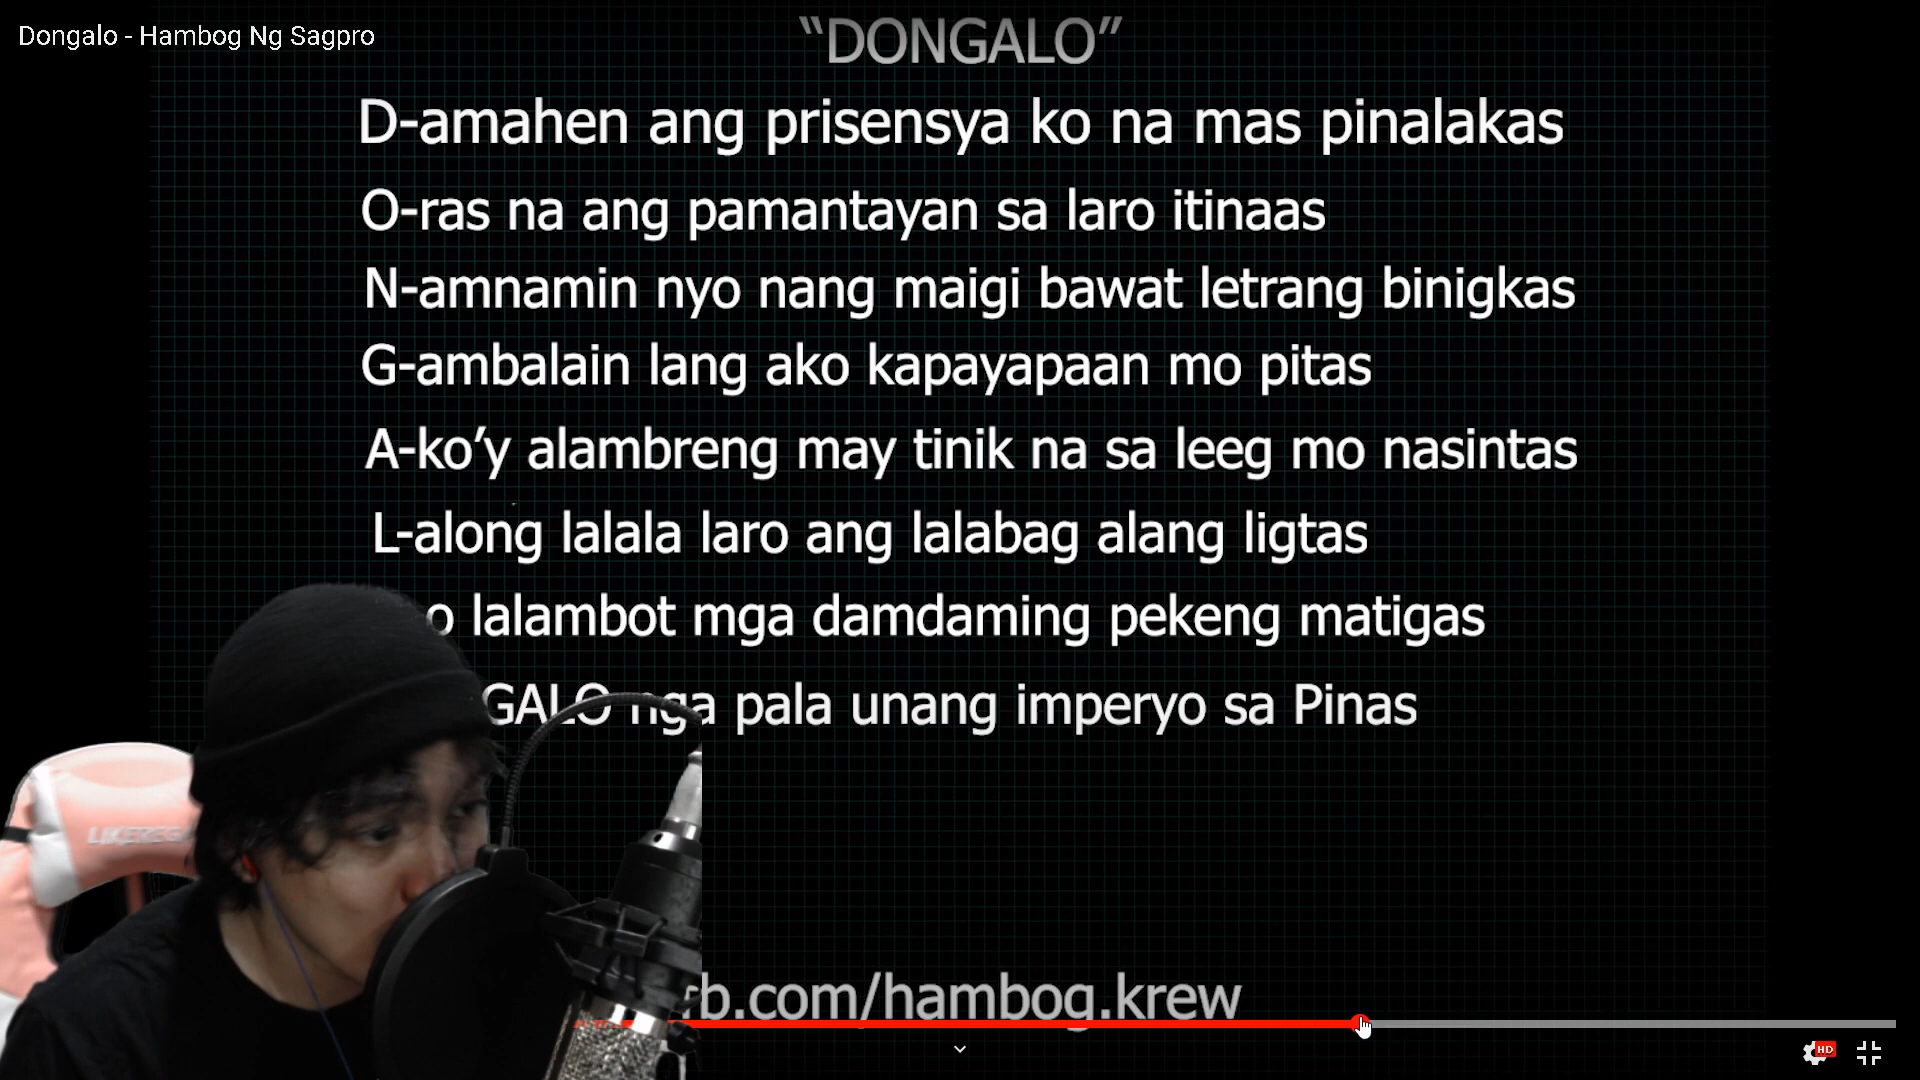 Dongalo - Hambog Ng Sagpro
“DONGALO”
D-amahen ang prisensya ko na mas pinalakas
O-ras na ang pamantayan sa laro itinaas
N-amnamin nyo nang maigi bawat letrang binigkas
G-ambalain lang ako kapayapaan mo pitas
A-ko’y alambreng may tinik na sa leeg mo nasintas
L-along lalala laro ang lalabag alang ligtas
o lalambot mga damdaming pekeng matigas
GALO nga pala unang imperyo sa Pinas
b.com/hambog.krew
HD